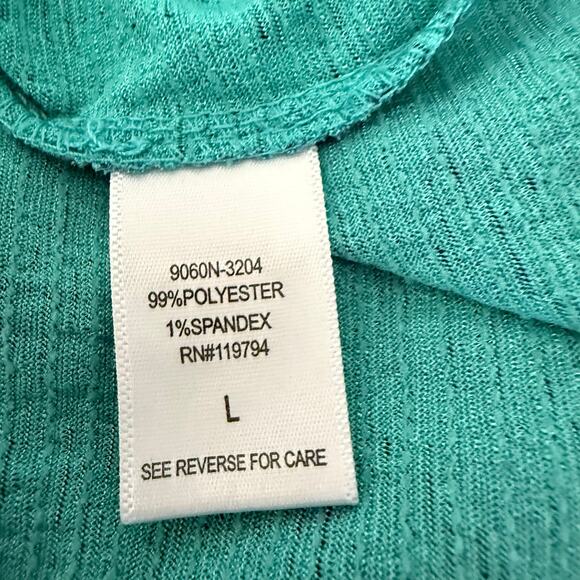 9060N-3204
99%POLYESTER
1%SPANDEX
RN#119794
L
SEE REVERSE FOR CARE